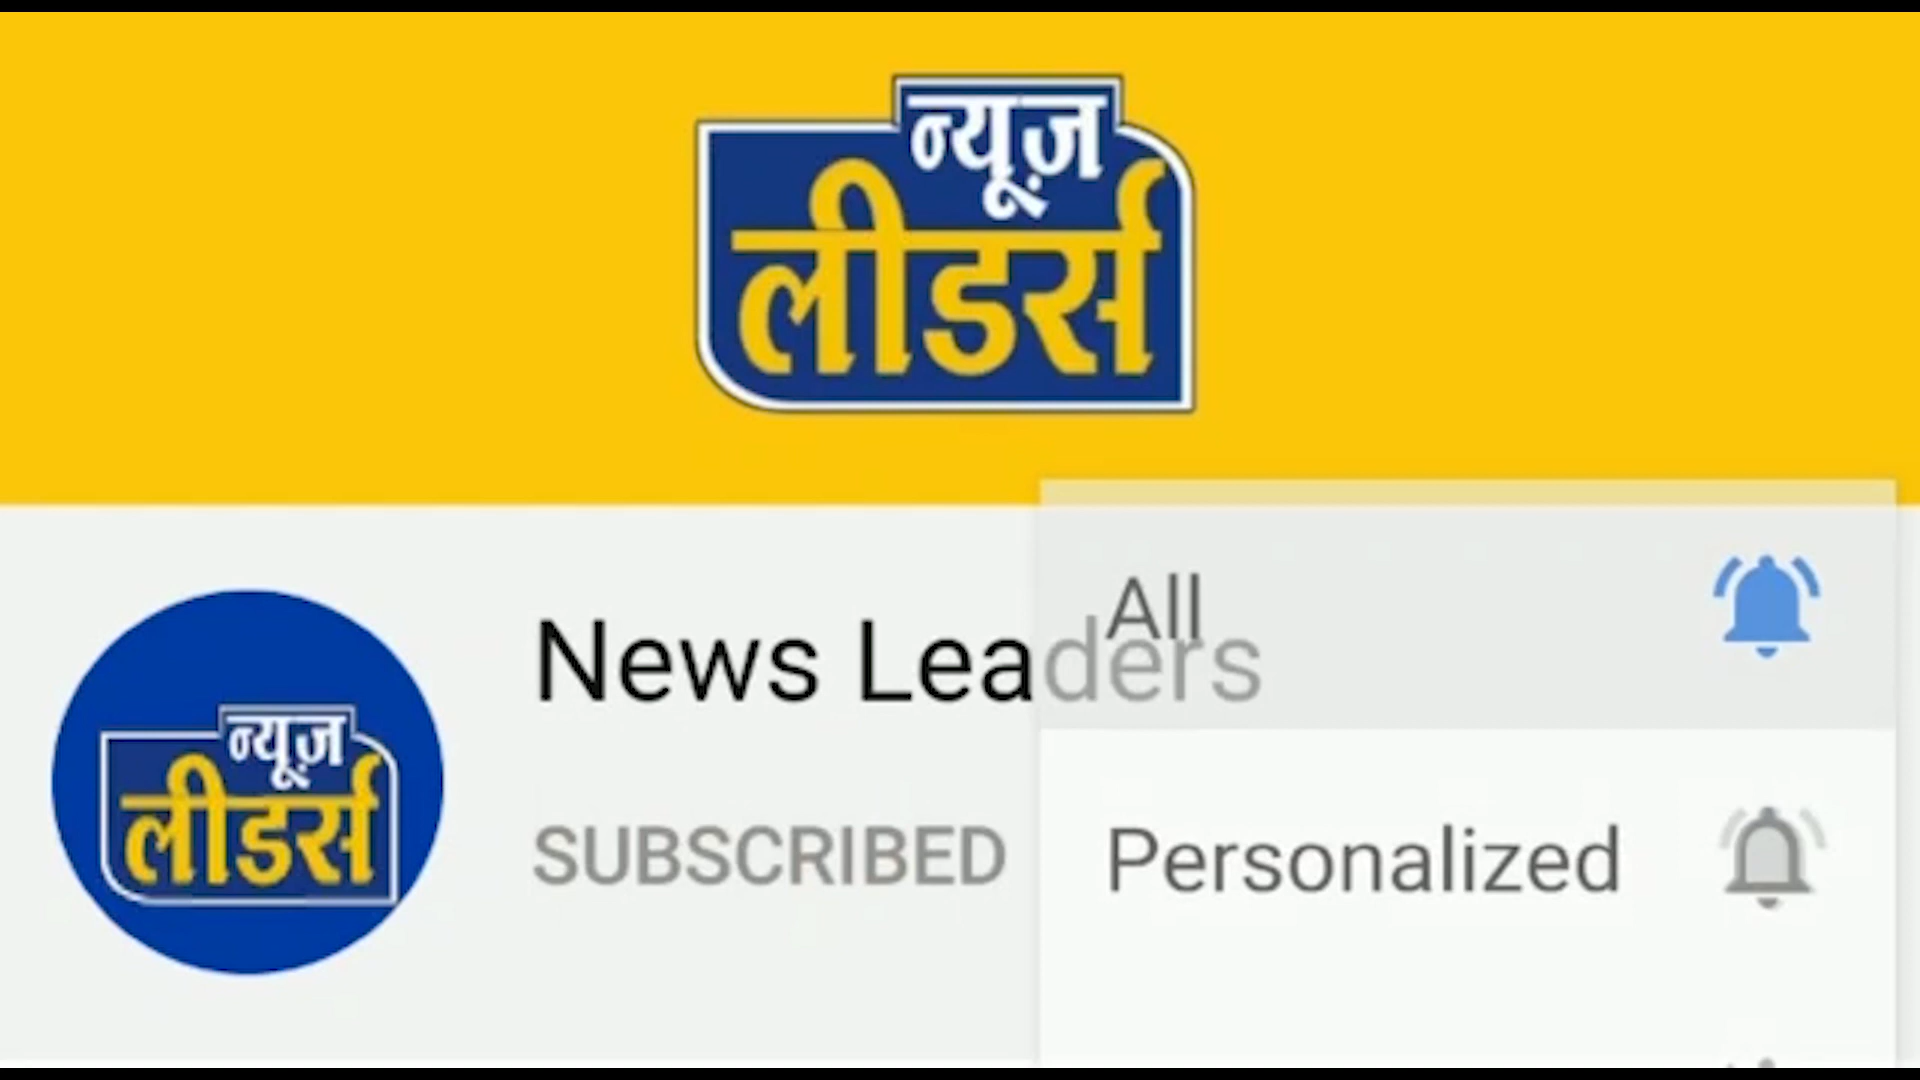 न्यूज़
लीडर्स
All
News Leaders
न्यूज़
लीडर्स
SUBSCRIBED
Personalized